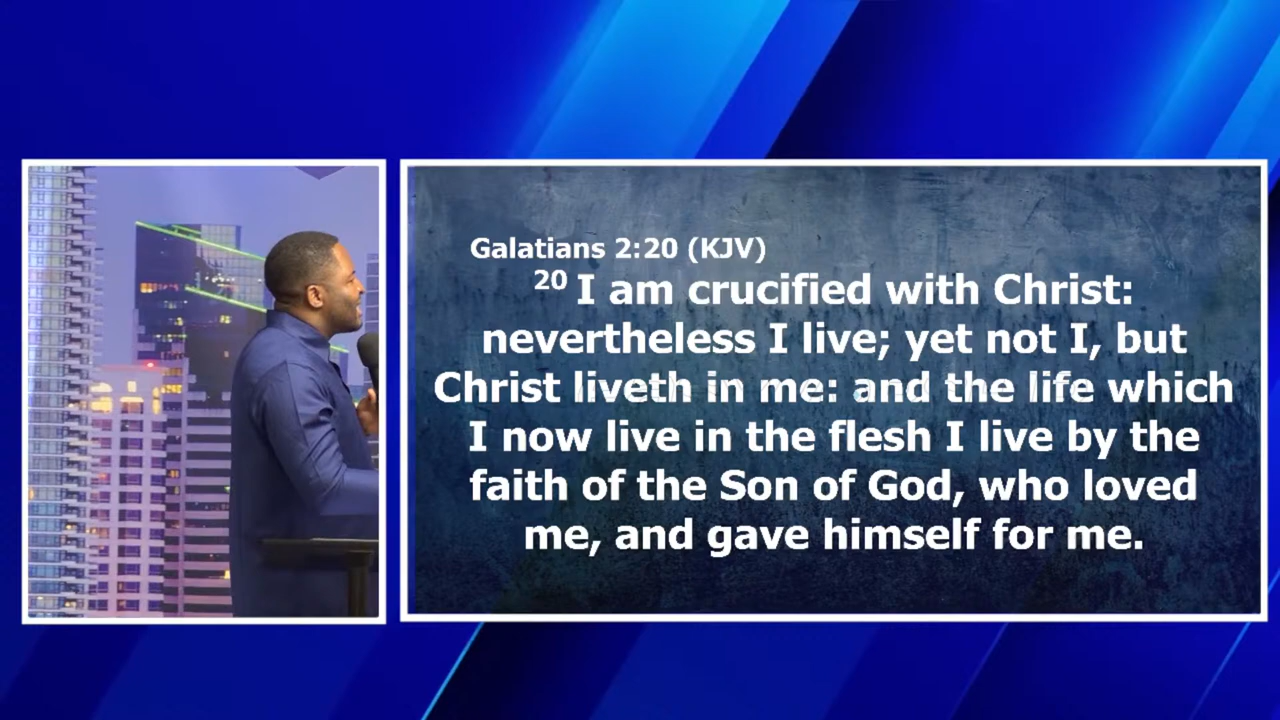 Galatians 2:20 (KJV)
20 I am crucified with Christ:
nevertheless I live; yet not I, but
Christ liveth in me: and the life which
I now live in the flesh I live by the
faith of the Son of God, who loved
me, and gave himself for me.